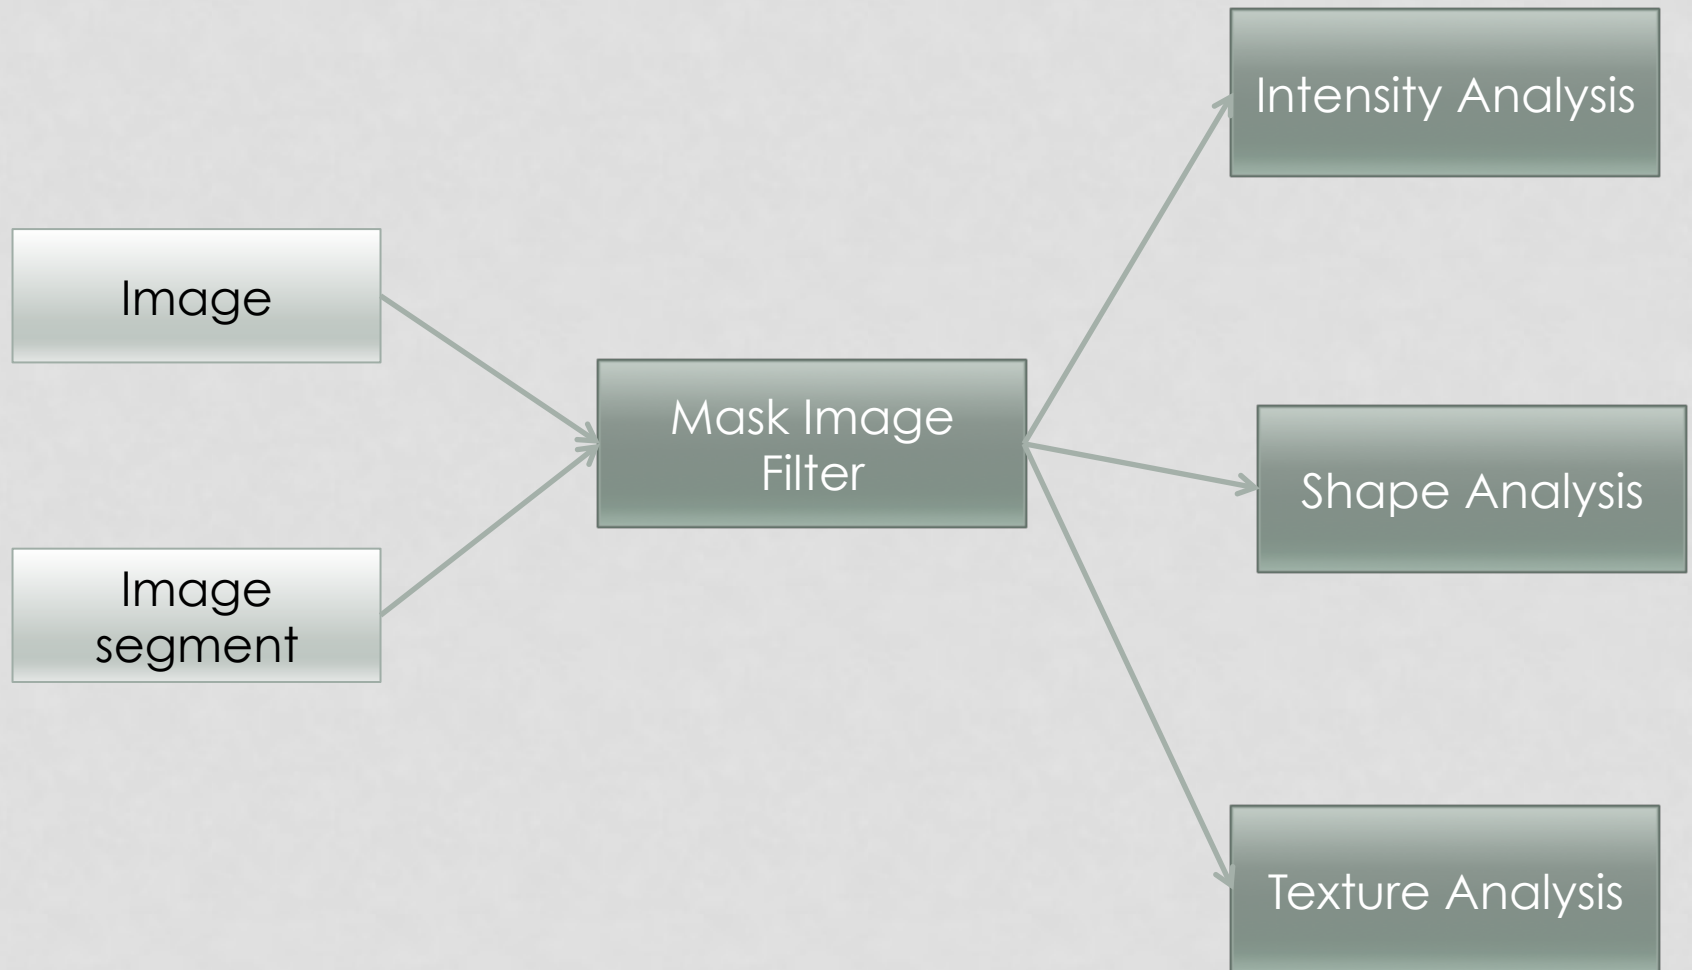 Intensity Analysis
Image
Mask Image
Filter
Shape Analysis
Image
segment
Texture Analysis